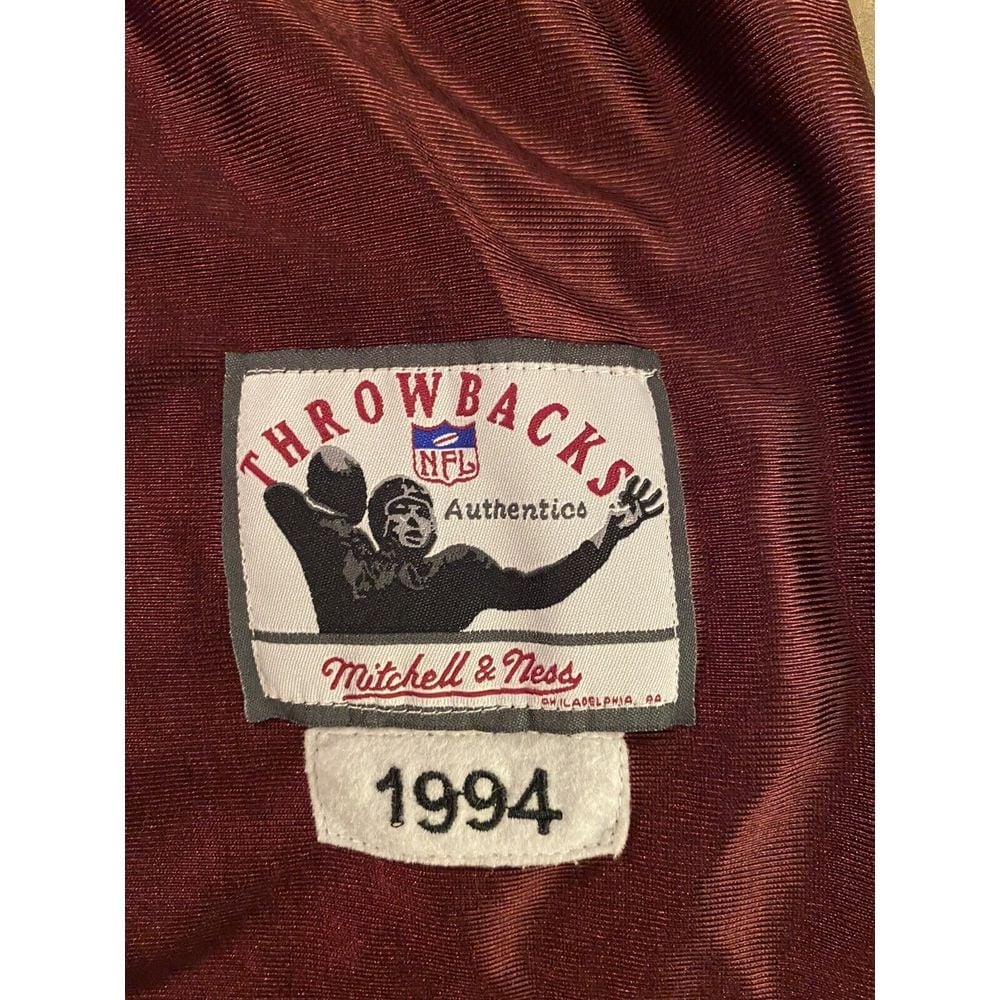 THROWBACKS
NFL
Authentics
Mitchell & Ness
PHILADELPHIA, PA
1994